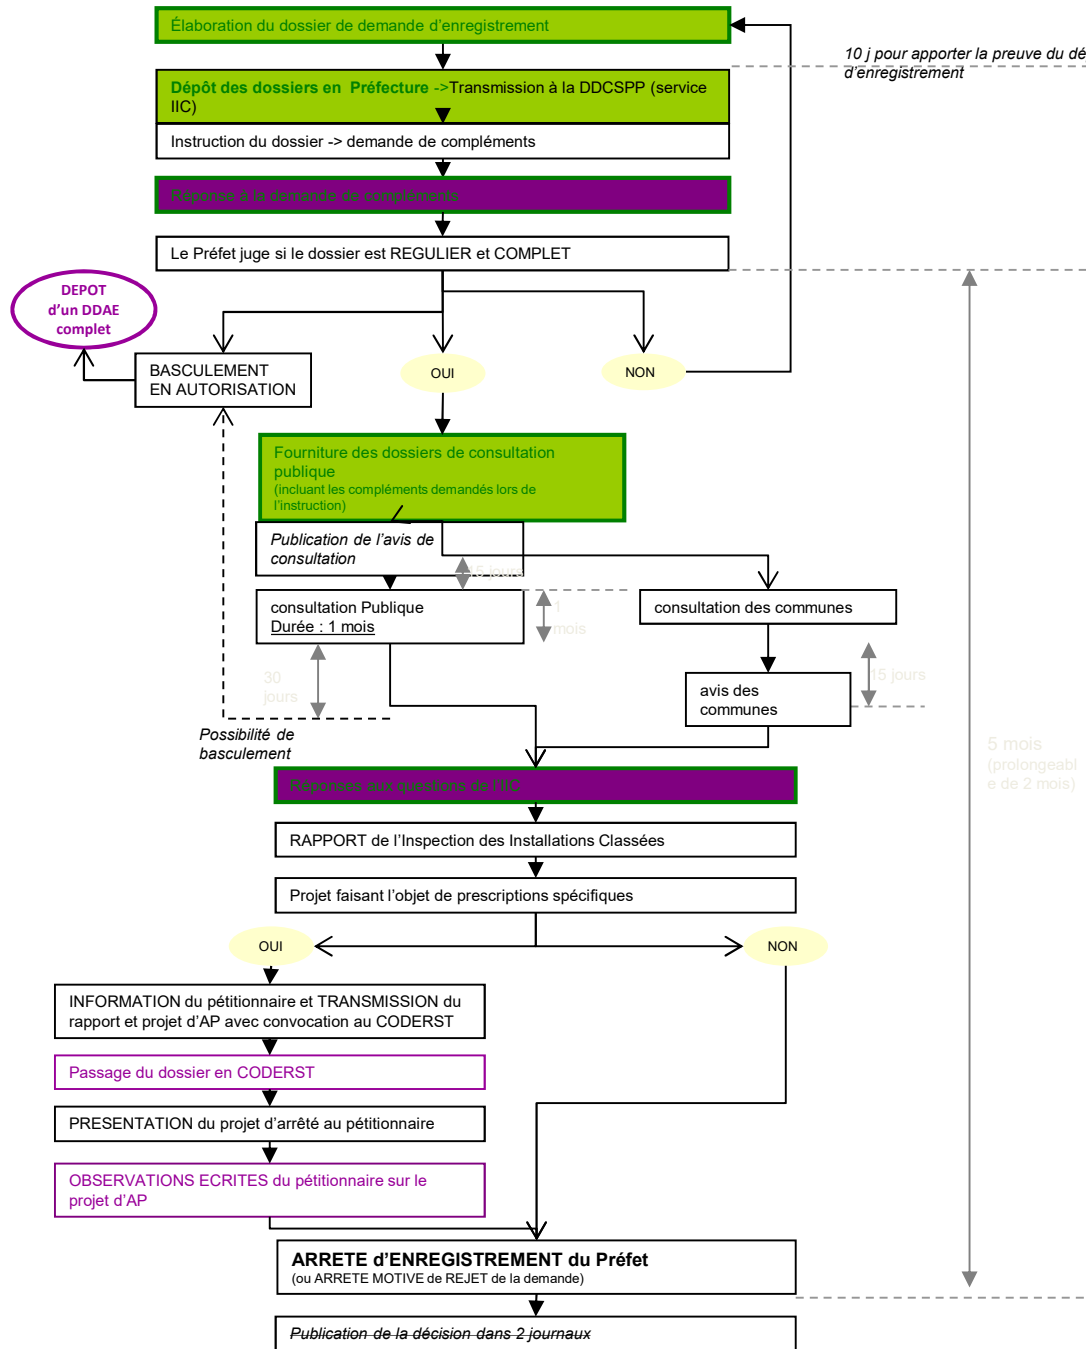 Élaboration du dossier de demande d'enregistrement
10 j pour apporter la preuve du dé
d'enregistrement
Dépôt des dossiers en Préfecture ->Transmission à la DDCSPP (service
IIC)
Instruction du dossier -> demande de compléments
Réponse à la demande de compléments
Le Préfet juge si le dossier est REGULIER et COMPLET
DEPOT
d'un DDAE
complet
BASCULEMENT
EN AUTORISATION
OUI
NON
Fourniture des dossiers de consultation
publique
(incluant les compléments demandés lors de
l'instruction)
Publication de l'avis de
consultation
15 jours
consultation Publique
Durée : 1 mois
1
mois
consultation des communes
30
jours
15 jours
avis des
communes
Possibilité de
basculement
5 mois
(prolongeabl
e de 2 mois)
Réponses aux questions de l'IIC
RAPPORT de l'Inspection des Installations Classées
Projet faisant l'objet de prescriptions spécifiques
OUI
NON
INFORMATION du pétitionnaire et TRANSMISSION du
rapport et projet d'AP avec convocation au CODERST
Passage du dossier en CODERST
PRESENTATION du projet d'arrêté au pétitionnaire
OBSERVATIONS ECRITES du pétitionnaire sur le
projet d'AP
ARRETE d'ENREGISTREMENT du Préfet
(ou ARRETE MOTIVE de REJET de la demande)
Publication de la décision dans 2 journaux